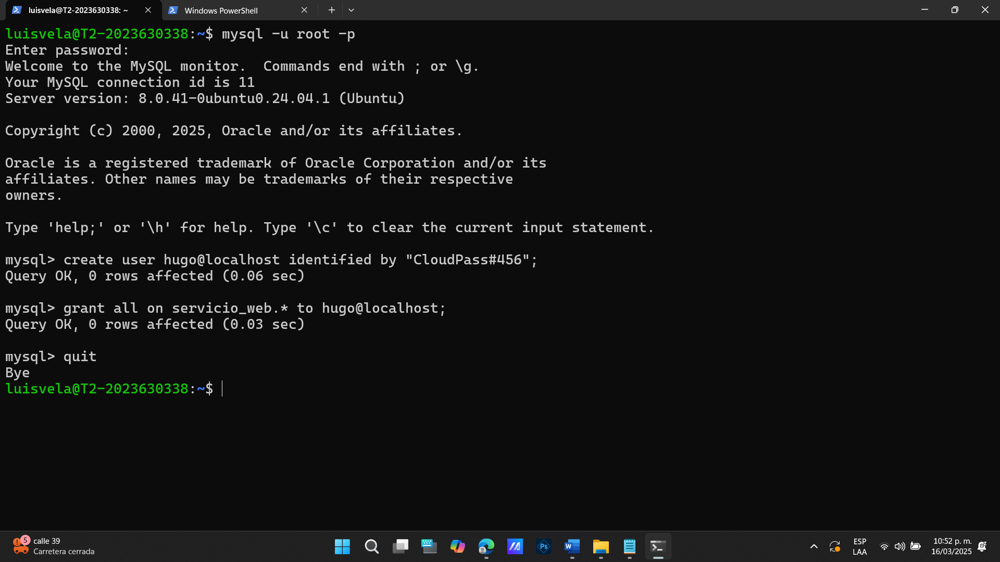 luisvela@T2-2023630338: ~
Windows PowerShell
luisvela@T2-2023630338:~$ mysql -u root -p
Enter password:
Welcome to the MySQL monitor.  Commands end with ; or \g.
Your MySQL connection id is 11
Server version: 8.0.41-0ubuntu0.24.04.1 (Ubuntu)
Copyright (c) 2000, 2025, Oracle and/or its affiliates.
Oracle is a registered trademark of Oracle Corporation and/or its
affiliates. Other names may be trademarks of their respective
owners.
Type 'help;' or '\h' for help. Type '\c' to clear the current input statement.
mysql> create user hugo@localhost identified by "CloudPass#456";
Query OK, 0 rows affected (0.06 sec)
mysql> grant all on servicio_web.* to hugo@localhost;
Query OK, 0 rows affected (0.03 sec)
mysql> quit
Bye
luisvela@T2-2023630338:~$
5
calle 39
Carretera cerrada
Ps
W
ESP
LAA
10:52 p. m.
16/03/2025